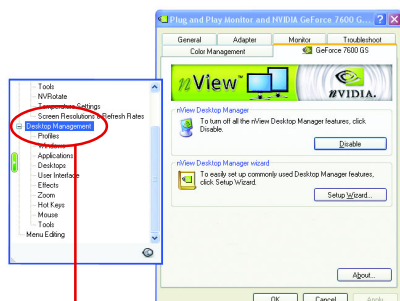 Plug and Play Monitor and NVIDIA GeForce 7600 G...
General Adapter Monitor Troubleshoot
Color Management GeForce 7600 GS
nView™
NVIDIA.
nView Desktop Manager
To turn off all the nView Desktop Manager features, click
Disable.
Disable
nView Desktop Manager wizard
To easily set up commonly used Desktop Manager features,
click Setup Wizard.
Setup Wizard...
About...
OK Cancel Apply
Tools
NVRotate
Temperature Settings
Screen Resolutions & Refresh Rates
Desktop Management
Profiles
Windows
Applications
Desktops
User Interface
Effects
Zoom
Hot Keys
Mouse
Tools
Menu Editing